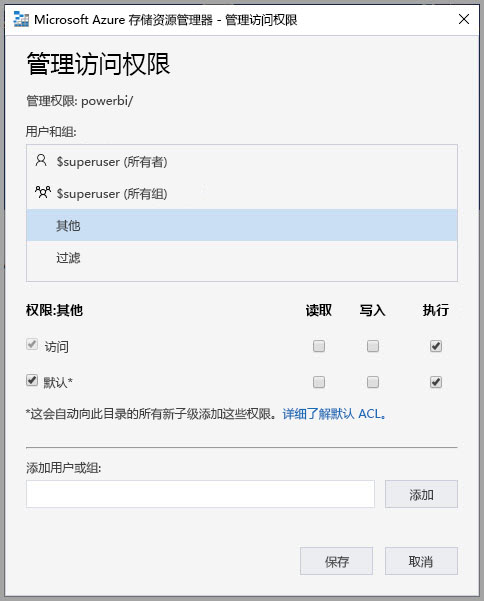 Microsoft Azure 存储资源管理器 - 管理访问权限
管理访问权限
管理权限: powerbi/
用户和组:
$superuser (所有者)
$superuser (所有组)
其他
过滤
权限:其他 读取 写入 执行
访问
默认*
*这会自动向此目录的所有新子级添加这些权限。详细了解默认 ACL。
添加用户或组:
添加
保存 取消